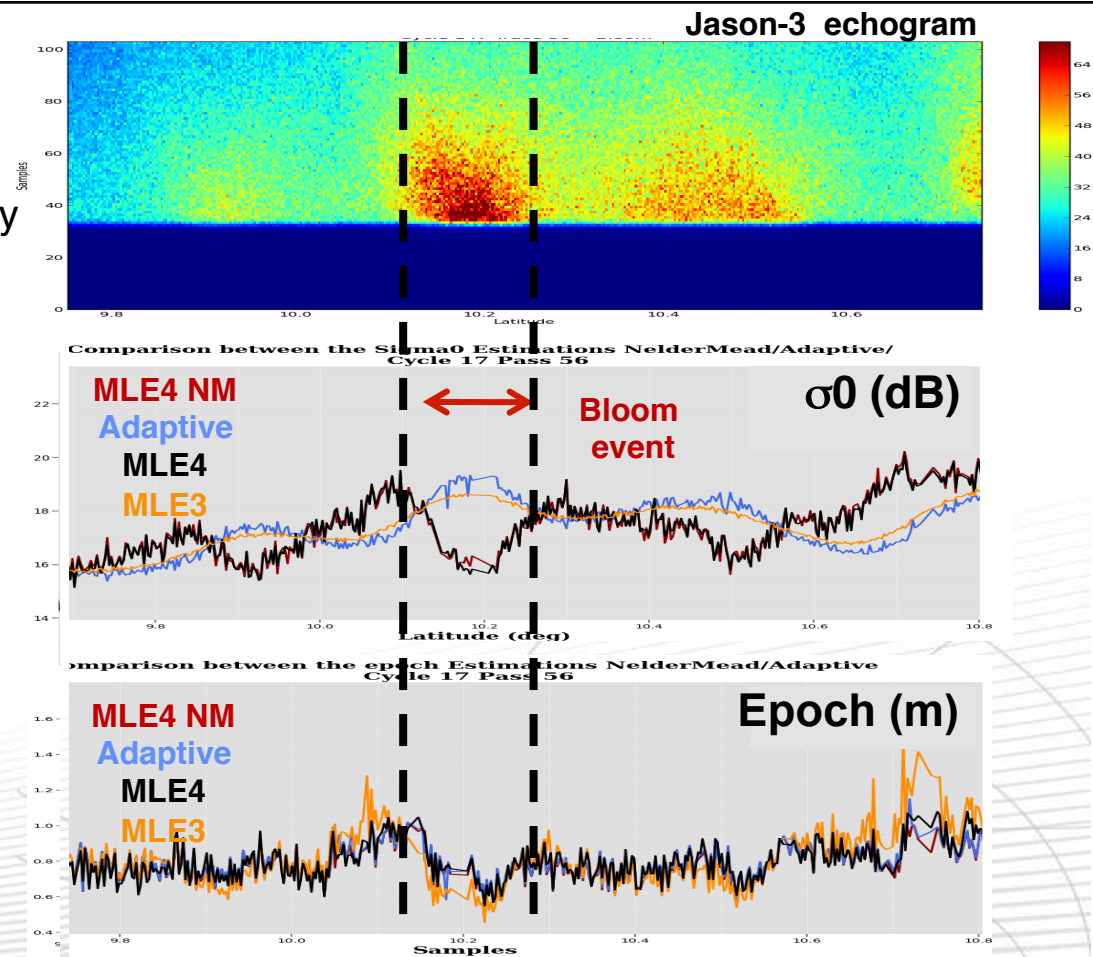 Jason-3 echogram
100
80
60
40
20
0
Samples
y
9.8
10.0
10.2
10.4
10.6
Latitude
64
56
48
40
32
24
16
8
0
Comparison between the Sigma0 Estimations NelderMead/Adaptive/
Cycle 17 Pass 56
MLE4 NM
Adaptive
MLE4
MLE3
Bloom
event
σ0 (dB)
22
20
18
16
14
9.8
10.0
10.2
10.4
10.6
10.8
Latitude (deg)
omparison between the epoch Estimations NelderMead/Adaptive
Cycle 17 Pass 56
MLE4 NM
Adaptive
MLE4
MLE3
Epoch (m)
1.6
1.4
1.2
1.0
0.8
0.6
0.4
9.8
10.0
10.2
10.4
10.6
10.8
Samples